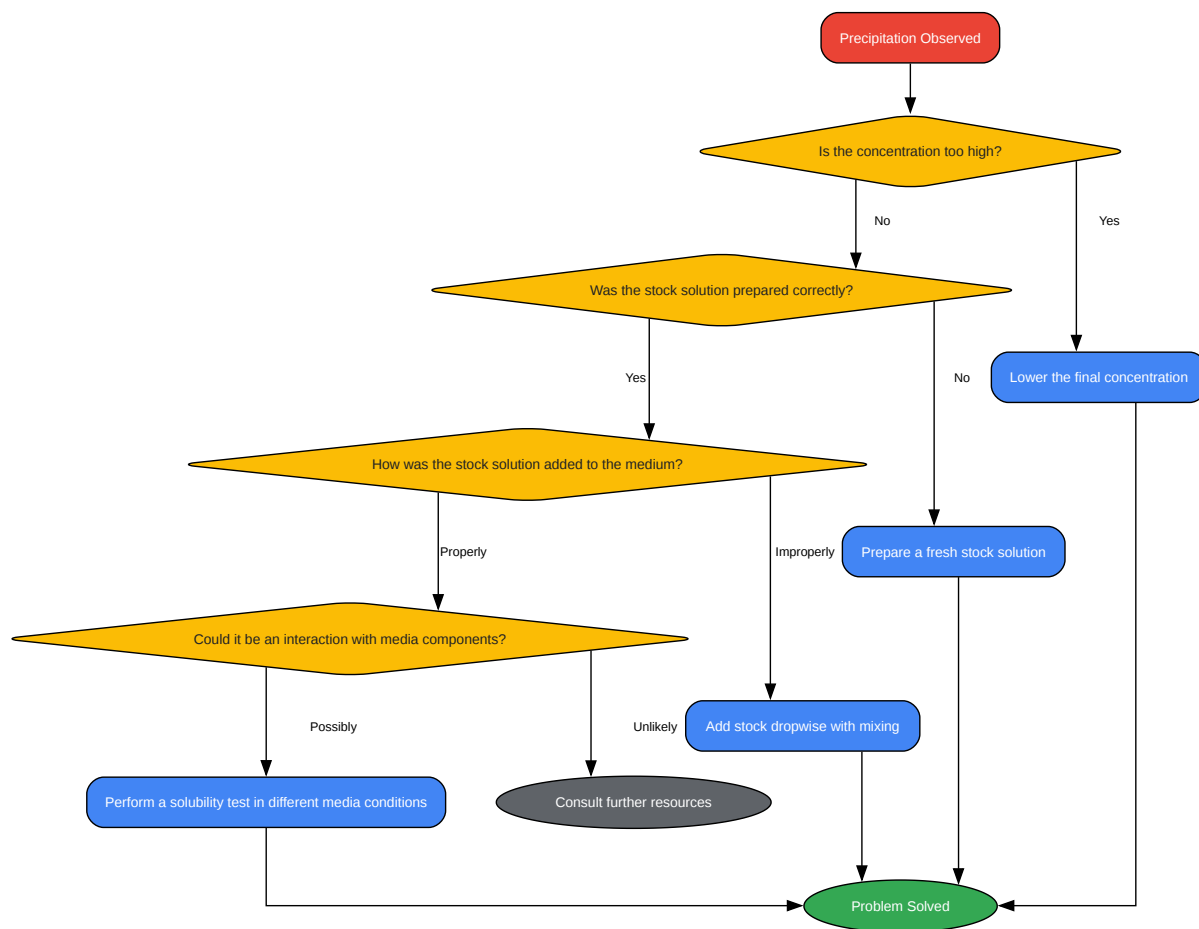 Precipitation Observed
Is the concentration too high?
No
Yes
Was the stock solution prepared correctly?
Yes
No
Lower the final concentration
How was the stock solution added to the medium?
Properly
Improperly
Prepare a fresh stock solution
Could it be an interaction with media components?
Possibly
Unlikely
Add stock dropwise with mixing
Perform a solubility test in different media conditions
Consult further resources
Problem Solved